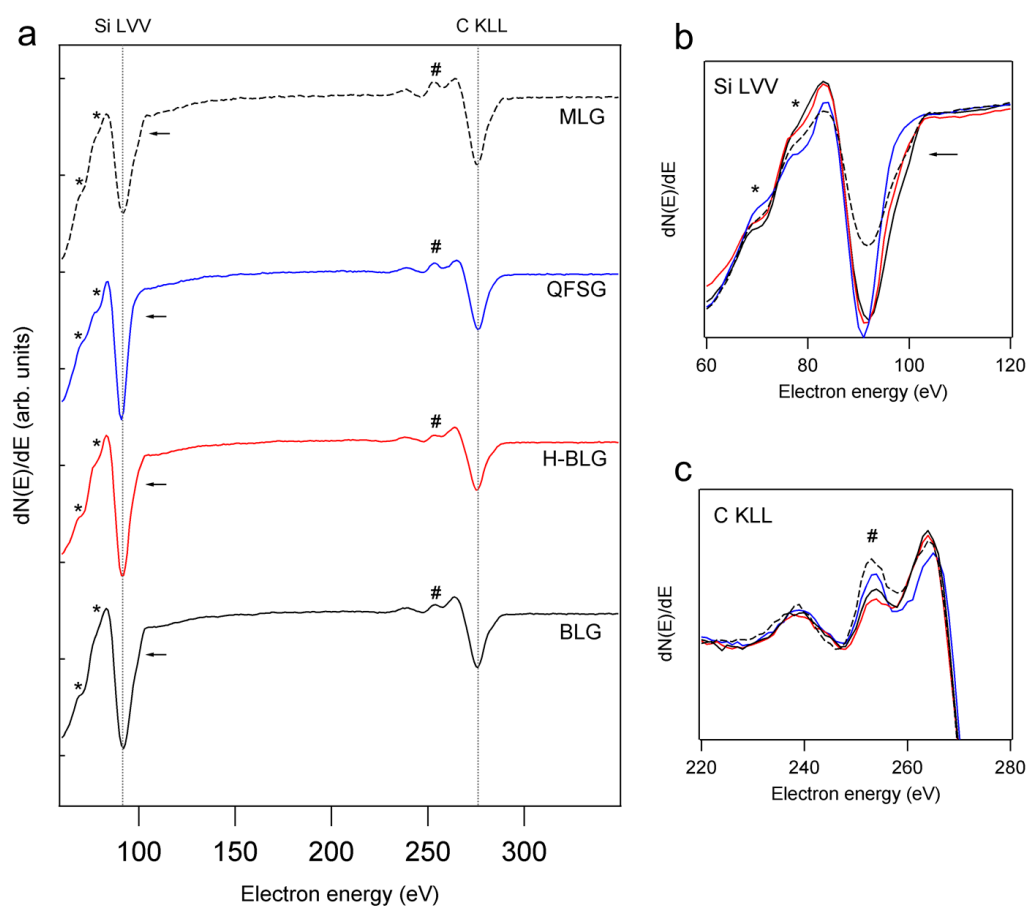 a
Si LVV
C KLL
*
*
#
MLG
*
*
#
QFSG
*
*
#
H-BLG
*
*
#
BLG
dN(E)/dE (arb. units)
100
150
200
250
300
Electron energy (eV)
b
Si LVV
*
*
dN(E)/dE
60
80
100
120
Electron energy (eV)
c
C KLL
#
dN(E)/dE
220
240
260
280
Electron energy (eV)